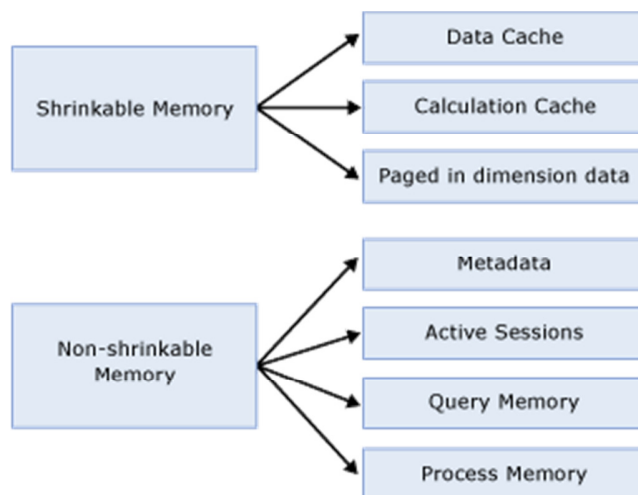 Shrinkable Memory
Data Cache
Calculation Cache
Paged in dimension data
Non-shrinkable
Memory
Metadata
Active Sessions
Query Memory
Process Memory